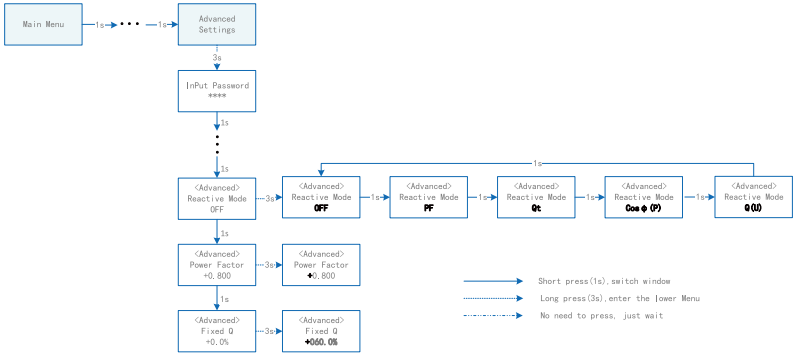 Main Menu
1s
•••
1s
Advanced
Settings
3s
InPut Password
****
1s
1s
1s
<Advanced>
Reactive Mode
OFF
3s
<Advanced>
Reactive Mode
OFF
1s
<Advanced>
Reactive Mode
PF
1s
<Advanced>
Reactive Mode
Qt
1s
<Advanced>
Reactive Mode
Cosφ(P)
1s
<Advanced>
Reactive Mode
Q(U)
1s
<Advanced>
Power Factor
+0.800
3s
<Advanced>
Power Factor
+0.800
1s
<Advanced>
Fixed Q
+0.0%
3s
<Advanced>
Fixed Q
+060.0%
Short press(1s),switch window
Long press(3s),enter the lower Menu
No need to press, just wait